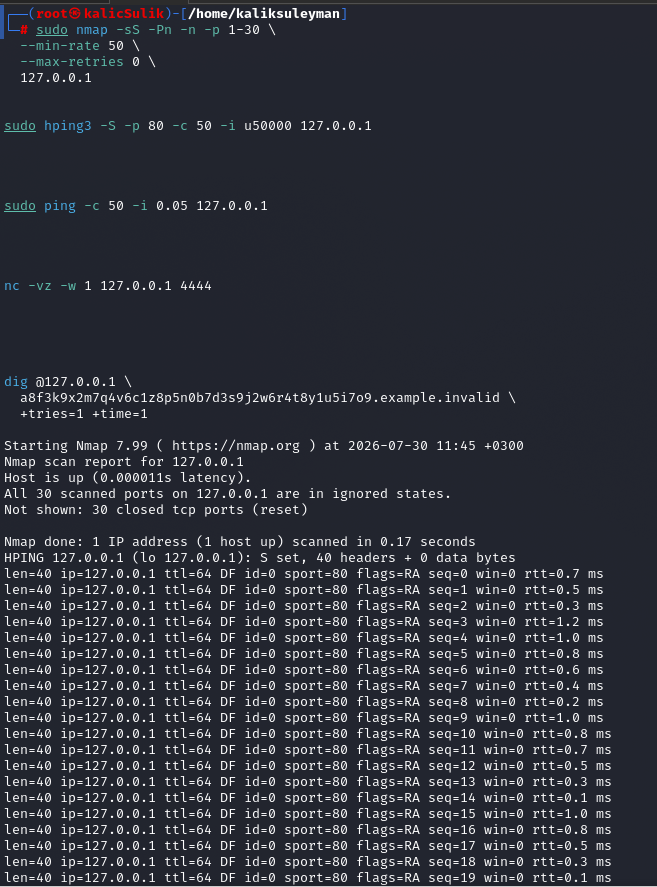 ┌──(root㉿kalicSulik)-[/home/kaliksuleyman]
└─# sudo nmap -sS -Pn -n -p 1-30 \
  --min-rate 50 \
  --max-retries 0 \
  127.0.0.1
sudo hping3 -S -p 80 -c 50 -i u50000 127.0.0.1
sudo ping -c 50 -i 0.05 127.0.0.1
nc -vz -w 1 127.0.0.1 4444
dig @127.0.0.1 \
  a8f3k9x2m7q4v6c1z8p5n0b7d3s9j2w6r4t8y1u5i7o9.example.invalid \
  +tries=1 +time=1
Starting Nmap 7.99 ( https://nmap.org ) at 2026-07-30 11:45 +0300
Nmap scan report for 127.0.0.1
Host is up (0.000011s latency).
All 30 scanned ports on 127.0.0.1 are in ignored states.
Not shown: 30 closed tcp ports (reset)
Nmap done: 1 IP address (1 host up) scanned in 0.17 seconds
HPING 127.0.0.1 (lo 127.0.0.1): S set, 40 headers + 0 data bytes
len=40 ip=127.0.0.1 ttl=64 DF id=0 sport=80 flags=RA seq=0 win=0 rtt=0.7 ms
len=40 ip=127.0.0.1 ttl=64 DF id=0 sport=80 flags=RA seq=1 win=0 rtt=0.5 ms
len=40 ip=127.0.0.1 ttl=64 DF id=0 sport=80 flags=RA seq=2 win=0 rtt=0.3 ms
len=40 ip=127.0.0.1 ttl=64 DF id=0 sport=80 flags=RA seq=3 win=0 rtt=1.2 ms
len=40 ip=127.0.0.1 ttl=64 DF id=0 sport=80 flags=RA seq=4 win=0 rtt=1.0 ms
len=40 ip=127.0.0.1 ttl=64 DF id=0 sport=80 flags=RA seq=5 win=0 rtt=0.8 ms
len=40 ip=127.0.0.1 ttl=64 DF id=0 sport=80 flags=RA seq=6 win=0 rtt=0.6 ms
len=40 ip=127.0.0.1 ttl=64 DF id=0 sport=80 flags=RA seq=7 win=0 rtt=0.4 ms
len=40 ip=127.0.0.1 ttl=64 DF id=0 sport=80 flags=RA seq=8 win=0 rtt=0.2 ms
len=40 ip=127.0.0.1 ttl=64 DF id=0 sport=80 flags=RA seq=9 win=0 rtt=1.0 ms
len=40 ip=127.0.0.1 ttl=64 DF id=0 sport=80 flags=RA seq=10 win=0 rtt=0.8 ms
len=40 ip=127.0.0.1 ttl=64 DF id=0 sport=80 flags=RA seq=11 win=0 rtt=0.7 ms
len=40 ip=127.0.0.1 ttl=64 DF id=0 sport=80 flags=RA seq=12 win=0 rtt=0.5 ms
len=40 ip=127.0.0.1 ttl=64 DF id=0 sport=80 flags=RA seq=13 win=0 rtt=0.3 ms
len=40 ip=127.0.0.1 ttl=64 DF id=0 sport=80 flags=RA seq=14 win=0 rtt=0.1 ms
len=40 ip=127.0.0.1 ttl=64 DF id=0 sport=80 flags=RA seq=15 win=0 rtt=1.0 ms
len=40 ip=127.0.0.1 ttl=64 DF id=0 sport=80 flags=RA seq=16 win=0 rtt=0.8 ms
len=40 ip=127.0.0.1 ttl=64 DF id=0 sport=80 flags=RA seq=17 win=0 rtt=0.5 ms
len=40 ip=127.0.0.1 ttl=64 DF id=0 sport=80 flags=RA seq=18 win=0 rtt=0.3 ms
len=40 ip=127.0.0.1 ttl=64 DF id=0 sport=80 flags=RA seq=19 win=0 rtt=0.1 ms